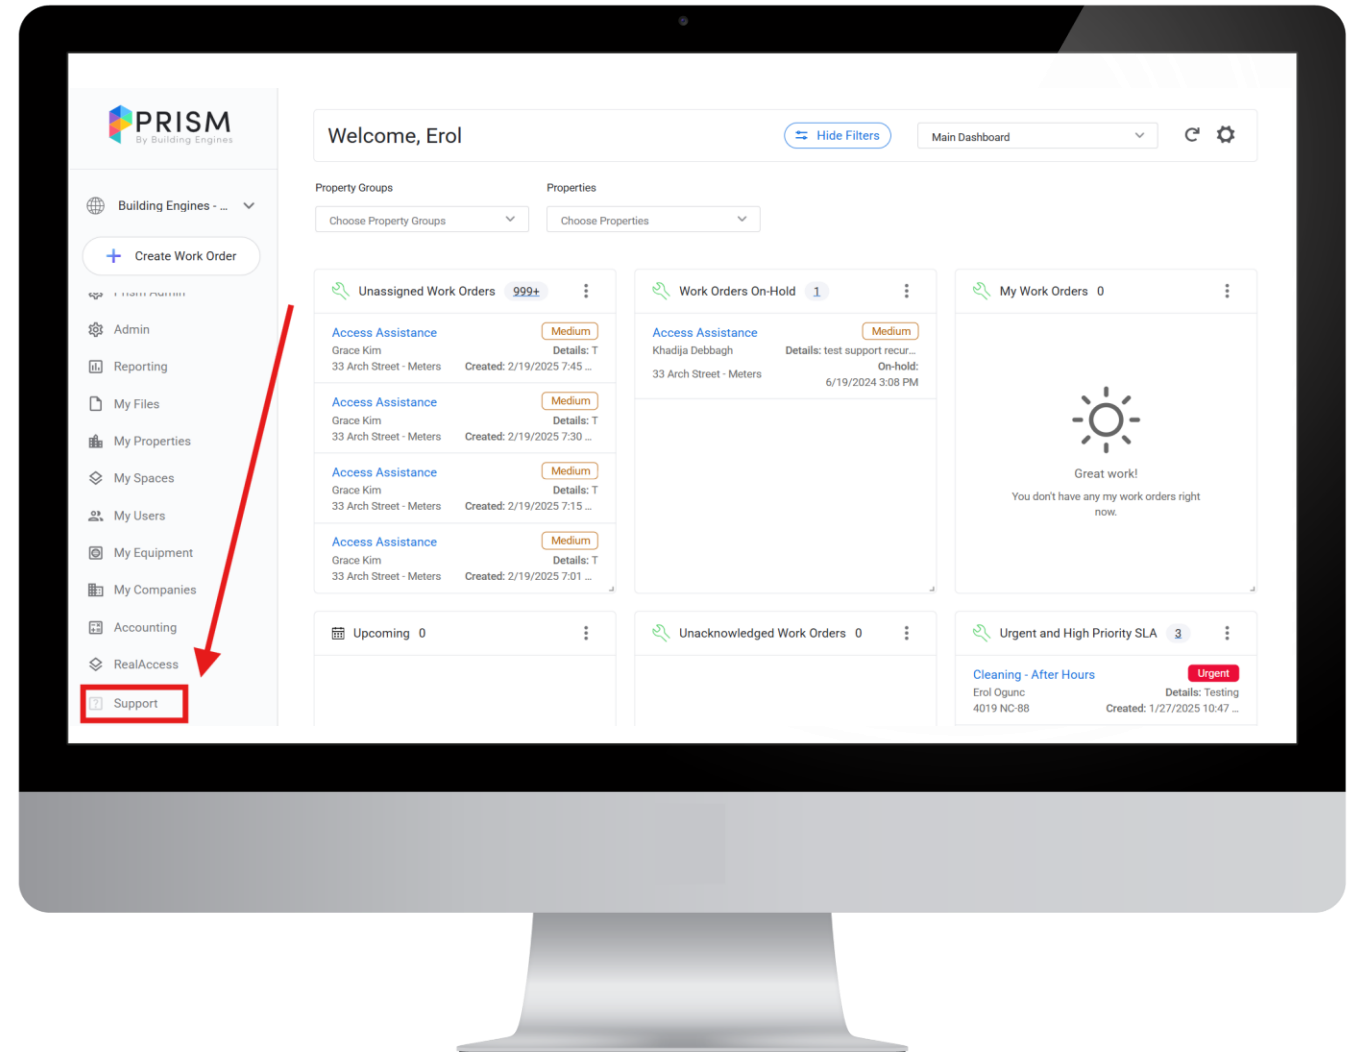 PRISM
By Building Engines
Welcome, Erol
Hide Filters
Main Dashboard
Property Groups
Properties
Choose Property Groups
Choose Properties
Building Engines - ...
Create Work Order
Prism Admin
Admin
Reporting
My Files
My Properties
My Spaces
My Users
My Equipment
My Companies
Accounting
RealAccess
Support
Unassigned Work Orders 999+
Access Assistance Medium
Grace Kim Details: T
33 Arch Street - Meters Created: 2/19/2025 7:45 ...
Access Assistance Medium
Grace Kim Details: T
33 Arch Street - Meters Created: 2/19/2025 7:30 ...
Access Assistance Medium
Grace Kim Details: T
33 Arch Street - Meters Created: 2/19/2025 7:15 ...
Access Assistance Medium
Grace Kim Details: T
33 Arch Street - Meters Created: 2/19/2025 7:01 ...
Work Orders On-Hold 1
Access Assistance Medium
Khadija Debbagh Details: test support recur...
33 Arch Street - Meters On-hold:
6/19/2024 3:08 PM
My Work Orders 0
Great work!
You don't have any my work orders right
now.
Upcoming 0
Unacknowledged Work Orders 0
Urgent and High Priority SLA 3
Cleaning - After Hours Urgent
Erol Ogunc Details: Testing
4019 NC-88 Created: 1/27/2025 10:47 ...